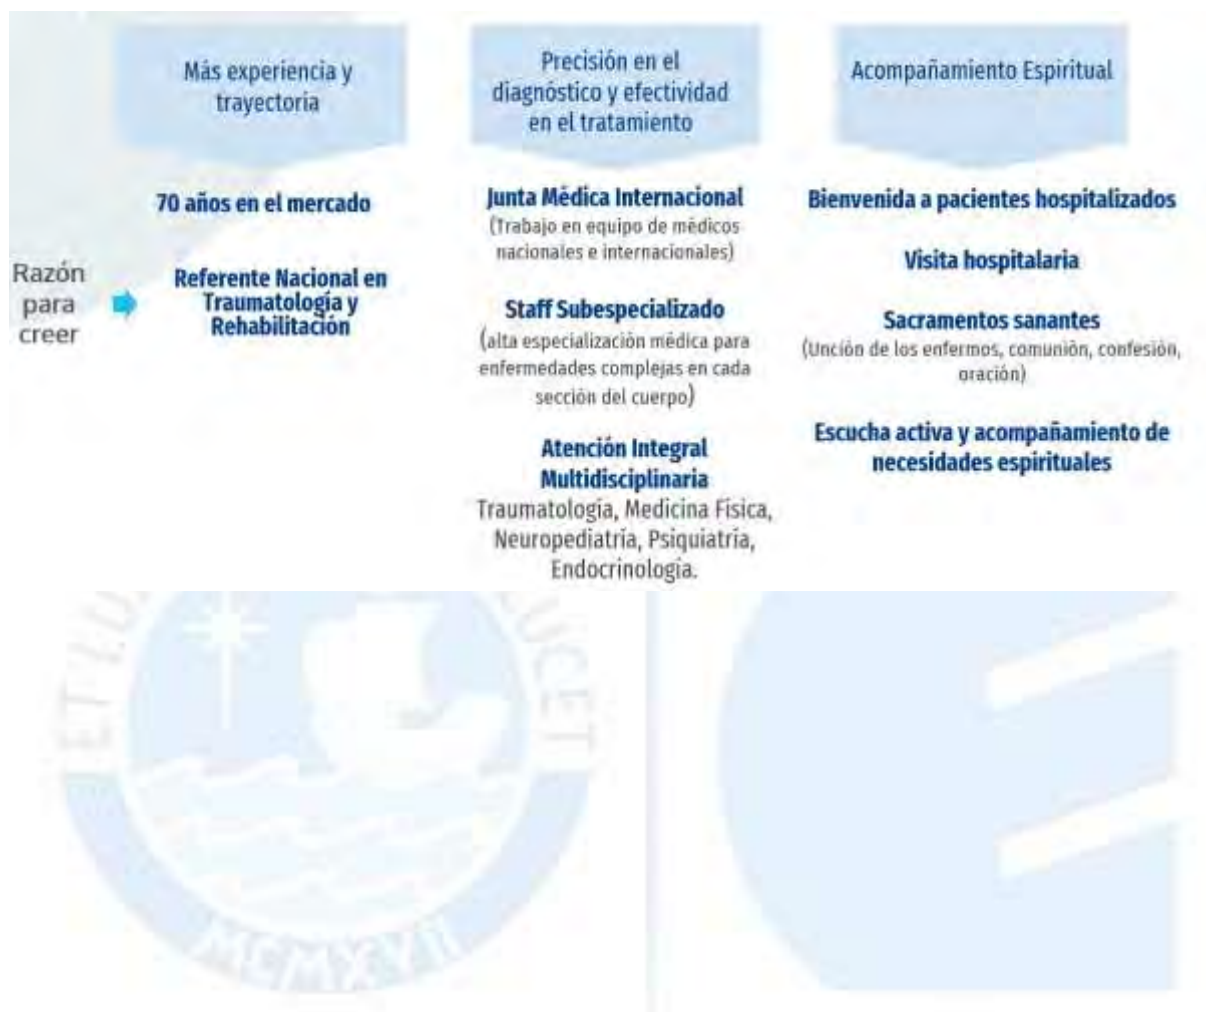 Más experiencia y
trayectoria
Precisión en el
diagnóstico y efectividad
en el tratamiento
Acompañamiento Espiritual
Razón
para
creer
70 años en el mercado
Referente Nacional en
Traumatología y
Rehabilitación
Junta Médica Internacional
(Trabajo en equipo de médicos
nacionales e internacionales)
Staff Subespecializado
(alta especialización médica para
enfermedades complejas en cada
sección del cuerpo)
Atención Integral
Multidisciplinaria
Traumatología, Medicina Física,
Neuropediatría, Psiquiatría,
Endocrinología.
Bienvenida a pacientes hospitalizados
Visita hospitalaria
Sacramentos sanantes
(Unción de los enfermos, comunión, confesión,
oración)
Escucha activa y acompañamiento de
necesidades espirituales
ET LUX
LUCET
MCMXVII